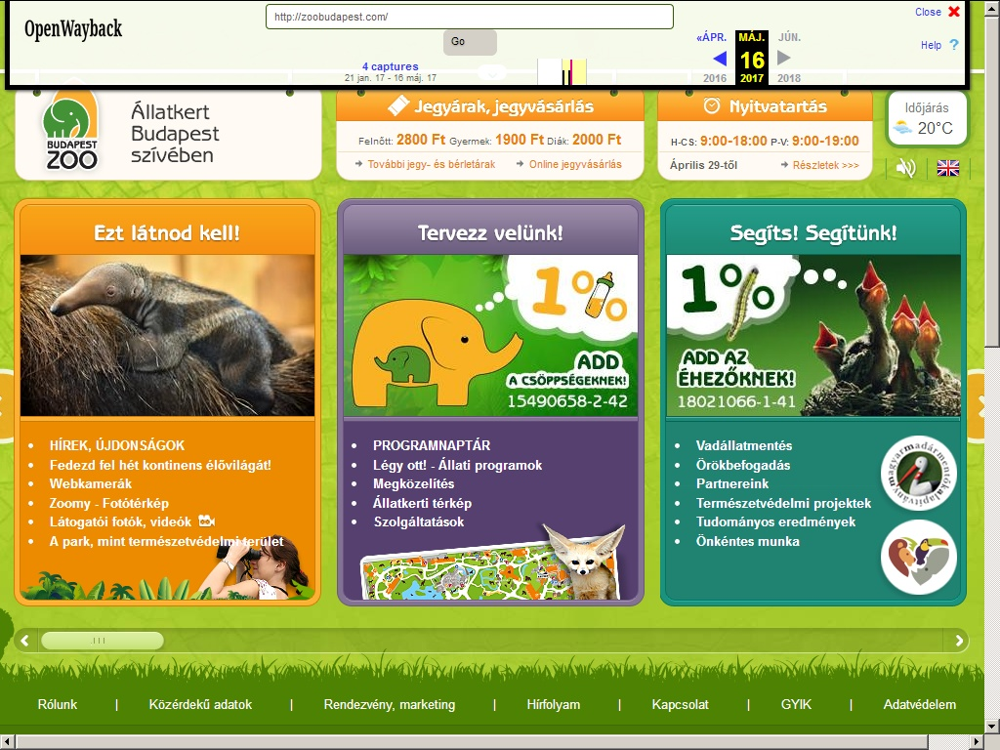 OpenWayback
http://zoobudapest.com/
Go
4 captures
21 jan. 17 - 16 máj. 17
«ÁPR. MÁJ. JÚN.
16
2016 2017 2018
Close
Help ?
BUDAPEST
ZOO
Állatkert
Budapest
szívében
Jegyárak, jegyvásárlás
Felnőtt: 2800 Ft Gyermek: 1900 Ft Diák: 2000 Ft
További jegy- és bérletárak
Online jegyvásárlás
Nyitvatartás
H-CS: 9:00-18:00 P-V: 9:00-19:00
Április 29-től
Részletek >>>
Időjárás
20°C
Ezt látnod kell!
HÍREK, ÚJDONSÁGOK
Fedezd fel hét kontinens élővilágát!
Webkamerák
Zoomy - Fotótérkép
Látogatói fotók, videók
A park, mint természetvédelmi terület
Tervezz velünk!
1%
ADD
A CSÖPPSÉGEKNEK!
15490658-2-42
PROGRAMNAPTÁR
Légy ott! - Állati programok
Megközelítés
Állatkerti térkép
Szolgáltatások
Segíts! Segítünk!
1%
ADD AZ
ÉHEZŐKNEK!
18021066-1-41
Vadállatmentés
Örökbefogadás
Partnereink
Természetvédelmi projektek
Tudományos eredmények
Önkéntes munka
magyar madármentők alapítvány
Rólunk | Közérdekű adatok | Rendezvény, marketing | Hírfolyam | Kapcsolat | GYIK | Adatvédelem